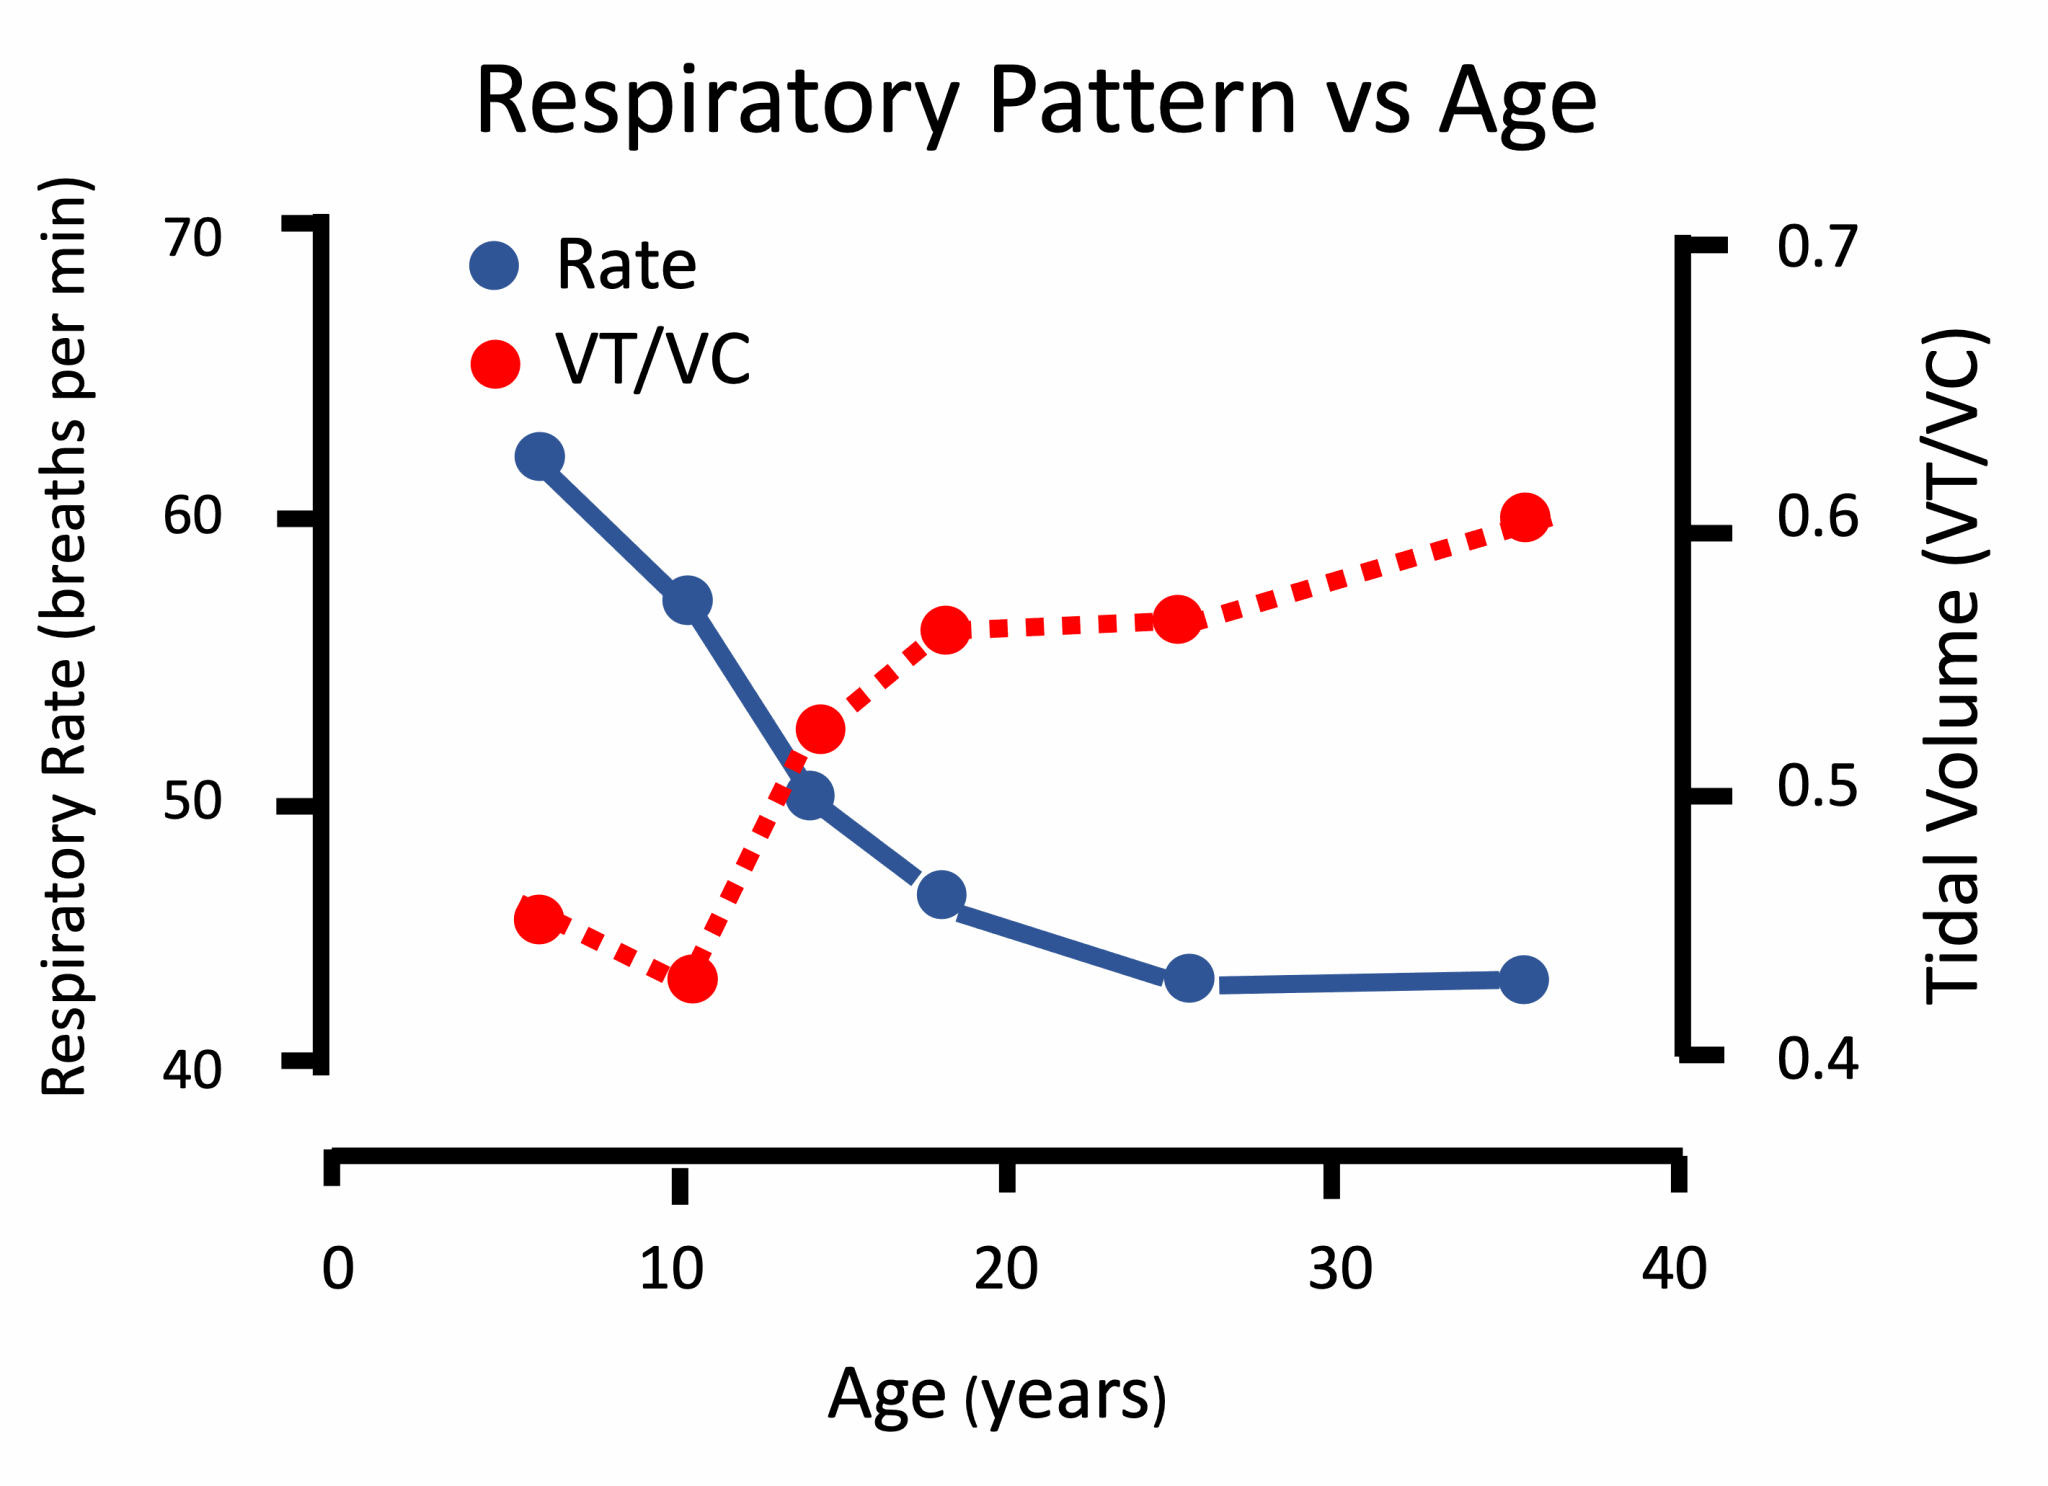 Respiratory Pattern vs Age
Respiratory Rate (breaths per min)
70
60
50
40
Rate
VT/VC
0.7
0.6
0.5
0.4
Tidal Volume (VT/VC)
0 10 20 30 40
Age (years)